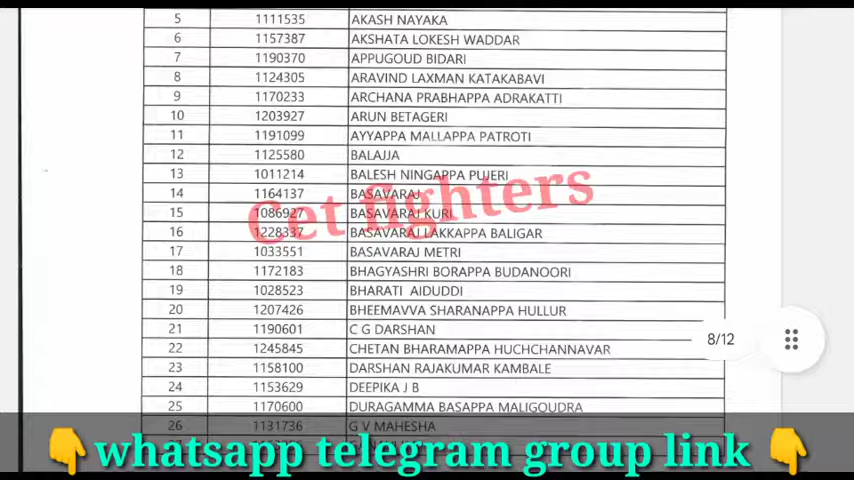 5 1111535 AKASH NAYAKA
6 1157387 AKSHATA LOKESH WADDAR
7 1190370 APPUGOUD BIDARI
8 1124305 ARAVIND LAXMAN KATAKABAVI
9 1170233 ARCHANA PRABHAPPA ADRAKATTI
10 1203927 ARUN BETAGERI
11 1191099 AYYAPPA MALLAPPA PATROTI
12 1125580 BALAJJA
13 1011214 BALESH NINGAPPA PUJERI
14 1164137 BASAVARAJ
Cet fighters
15 1086927 BASAVARAJ KURI
16 1228337 BASAVARAJ LAKKAPPA BALIGAR
17 1033551 BASAVARAJ METRI
18 1172183 BHAGYASHRI BORAPPA BUDANOORI
19 1028523 BHARATI AIDUDDI
20 1207426 BHEEMAVVA SHARANAPPA HULLUR
21 1190601 C G DARSHAN
22 1245845 CHETAN BHARAMAPPA HUCHCHANNAVAR
8/12
23 1158100 DARSHAN RAJAKUMAR KAMBALE
24 1153629 DEEPIKA J B
25 1170600 DURAGAMMA BASAPPA MALIGOUDRA
26 1131736 G V MAHESHA
👇whatsapp telegram group link 👇